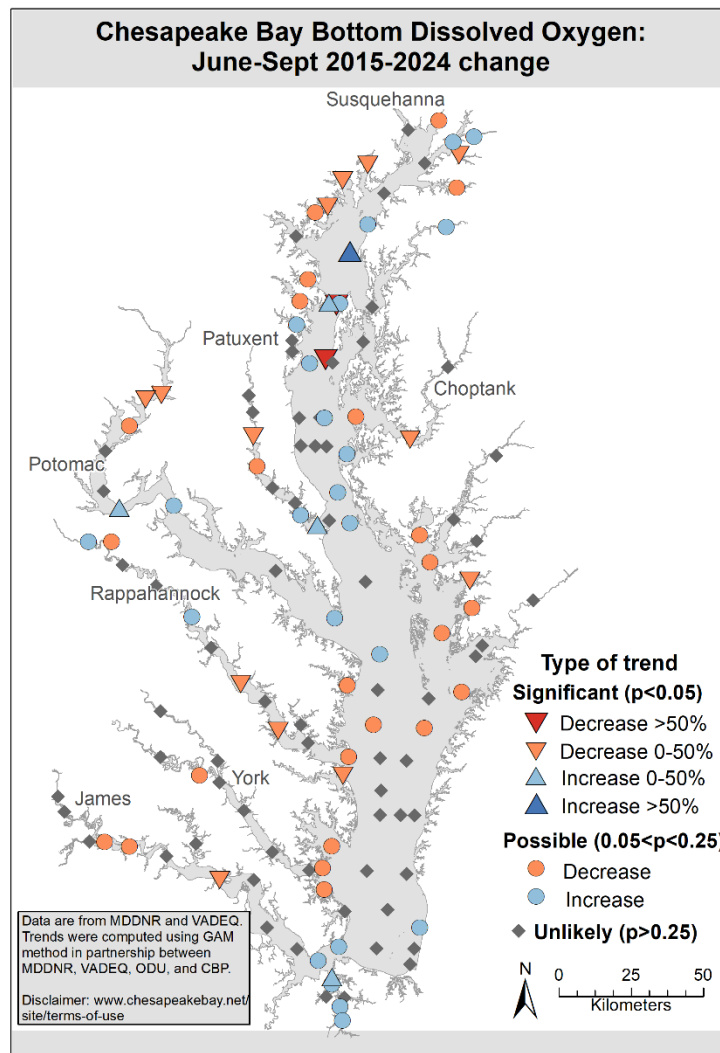 Chesapeake Bay Bottom Dissolved Oxygen:
June-Sept 2015-2024 change
Susquehanna
Patuxent
Choptank
Potomac
Rappahannock
York
James
Type of trend
Significant (p<0.05)
Decrease >50%
Decrease 0-50%
Increase 0-50%
Increase >50%
Possible (0.05<p<0.25)
Decrease
Increase
Unlikely (p>0.25)
Data are from MDDNR and VADEQ.
Trends were computed using GAM
method in partnership between
MDDNR, VADEQ, ODU, and CBP.
Disclaimer: www.chesapeakebay.net/
site/terms-of-use
N
0 25 50
Kilometers